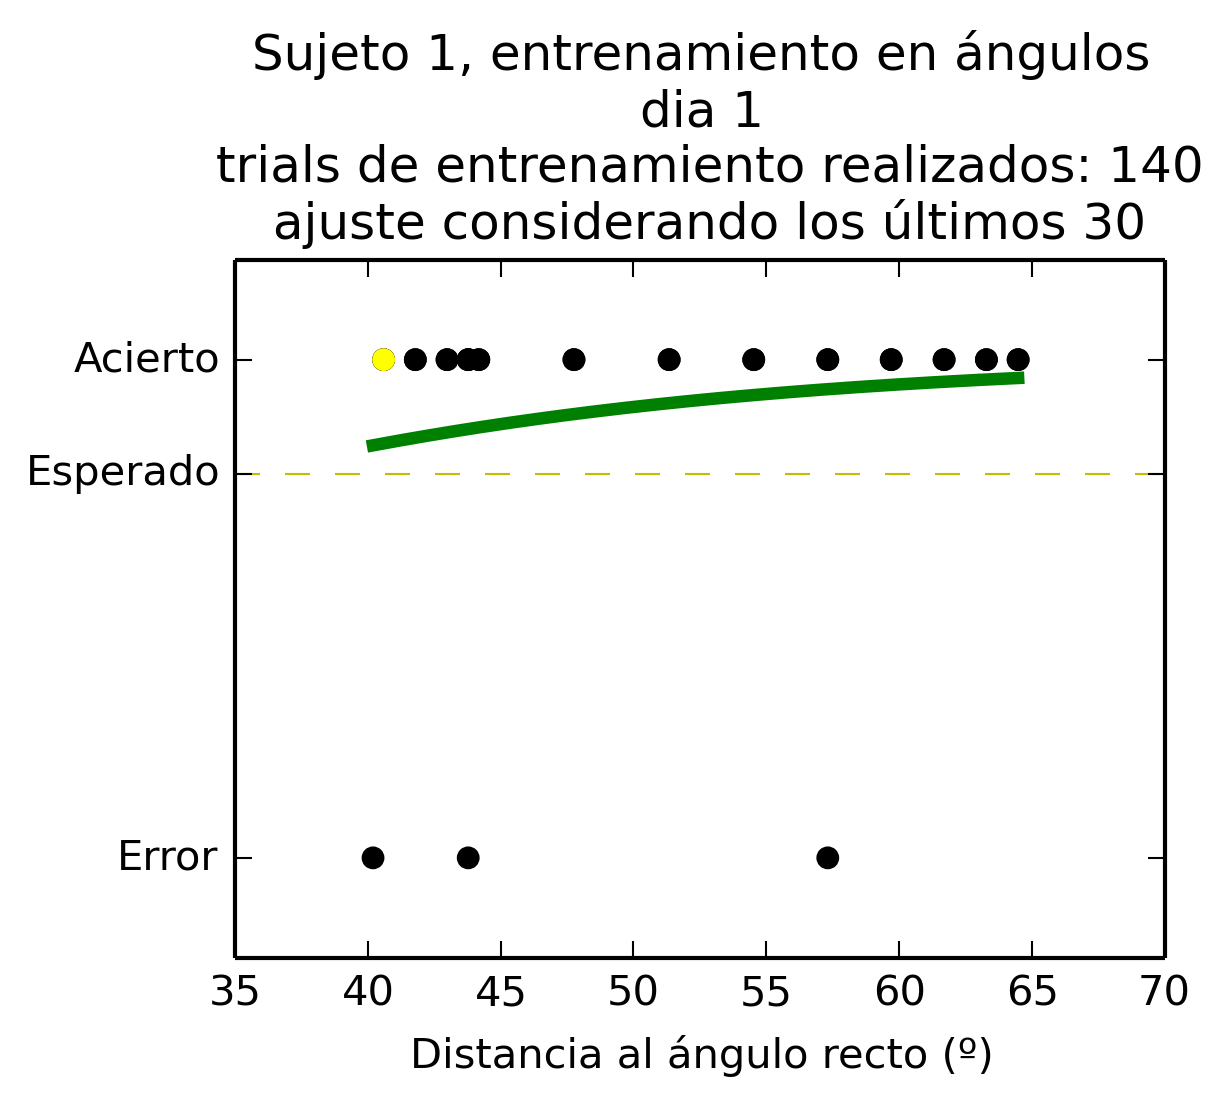 Sujeto 1, entrenamiento en ángulos
dia 1
trials de entrenamiento realizados: 140
ajuste considerando los últimos 30
Acierto
Esperado
Error
35 40 45 50 55 60 65 70
Distancia al ángulo recto (º)